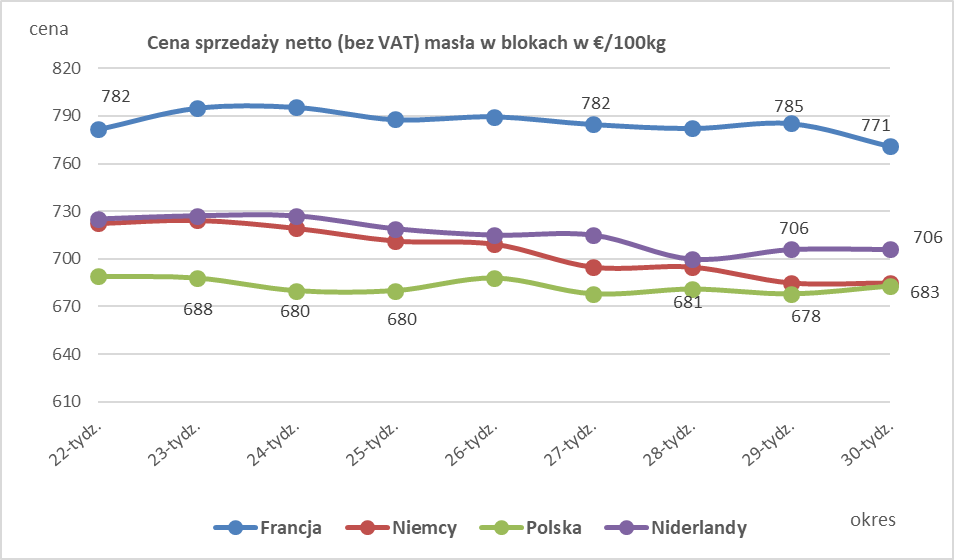 cena
Cena sprzedaży netto (bez VAT) masła w blokach w €/100kg
820
790
760
730
700
670
640
610
782
782
785
771
706
706
688
680
680
681
678
683
22-tydz.
23-tydz.
24-tydz.
25-tydz.
26-tydz.
27-tydz.
28-tydz.
29-tydz.
30-tydz.
okres
Francja
Niemcy
Polska
Niderlandy